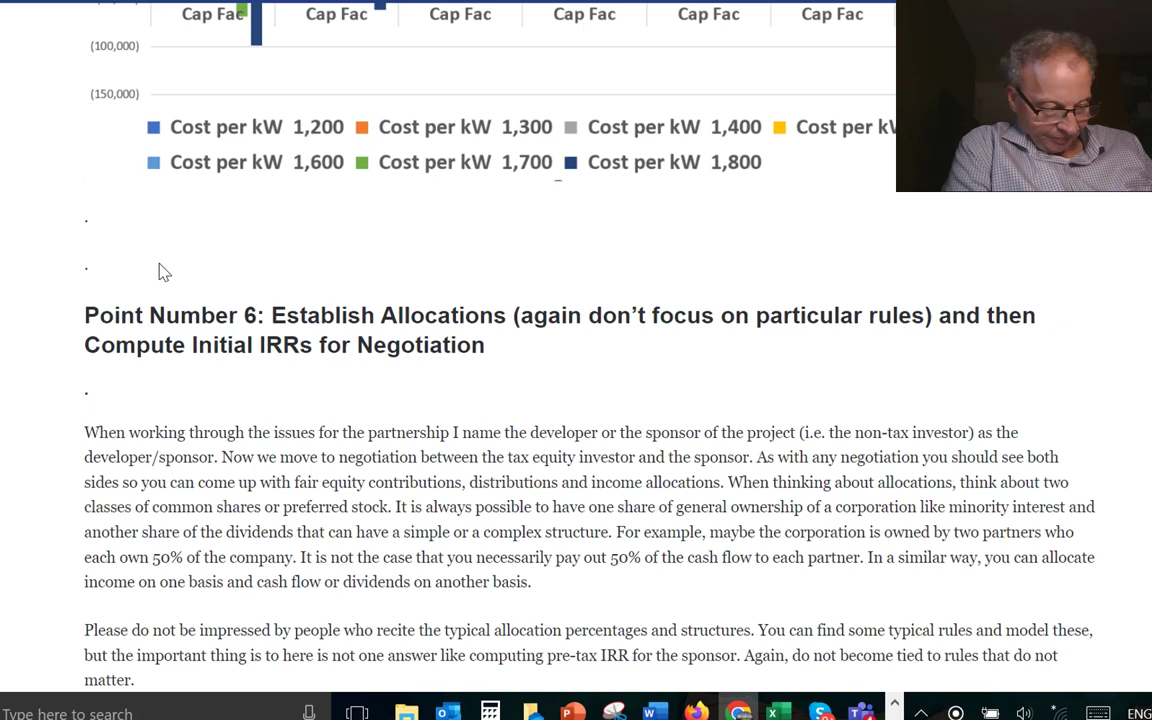 Cap Fac Cap Fac Cap Fac Cap Fac Cap Fac Cap Fac
(100,000)
(150,000)
Cost per kW 1,200 Cost per kW 1,300 Cost per kW 1,400 Cost per
Cost per kW 1,600 Cost per kW 1,700 Cost per kW 1,800
.
.
Point Number 6: Establish Allocations (again don’t focus on particular rules) and then
Compute Initial IRRs for Negotiation
.
When working through the issues for the partnership I name the developer or the sponsor of the project (i.e. the non-tax investor) as the
developer/sponsor. Now we move to negotiation between the tax equity investor and the sponsor. As with any negotiation you should see both
sides so you can come up with fair equity contributions, distributions and income allocations. When thinking about allocations, think about two
classes of common shares or preferred stock. It is always possible to have one share of general ownership of a corporation like minority interest and
another share of the dividends that can have a simple or a complex structure. For example, maybe the corporation is owned by two partners who
each own 50% of the company. It is not the case that you necessarily pay out 50% of the cash flow to each partner. In a similar way, you can allocate
income on one basis and cash flow or dividends on another basis.
Please do not be impressed by people who recite the typical allocation percentages and structures. You can find some typical rules and model these,
but the important thing is to here is not one answer like computing pre-tax IRR for the sponsor. Again, do not become tied to rules that do not
matter.
Type here to search
ENG